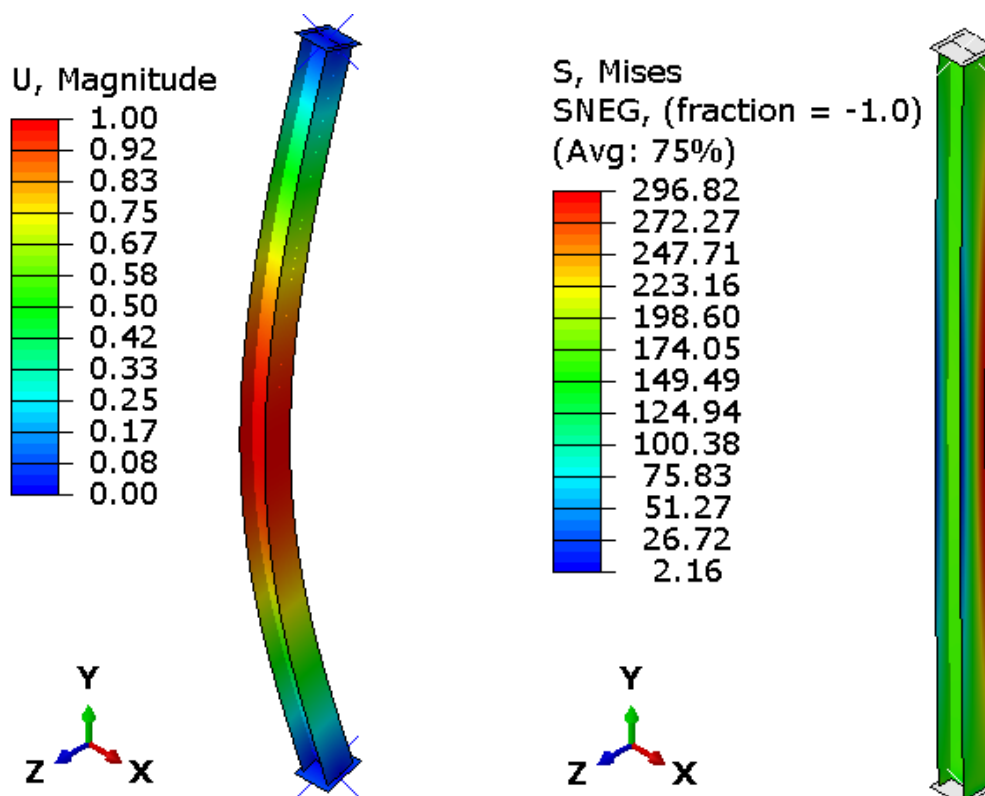 U, Magnitude
1.00
0.92
0.83
0.75
0.67
0.58
0.50
0.42
0.33
0.25
0.17
0.08
0.00
Y
Z
X
S, Mises
SNEG, (fraction = -1.0)
(Avg: 75%)
296.82
272.27
247.71
223.16
198.60
174.05
149.49
124.94
100.38
75.83
51.27
26.72
2.16
Y
Z
X